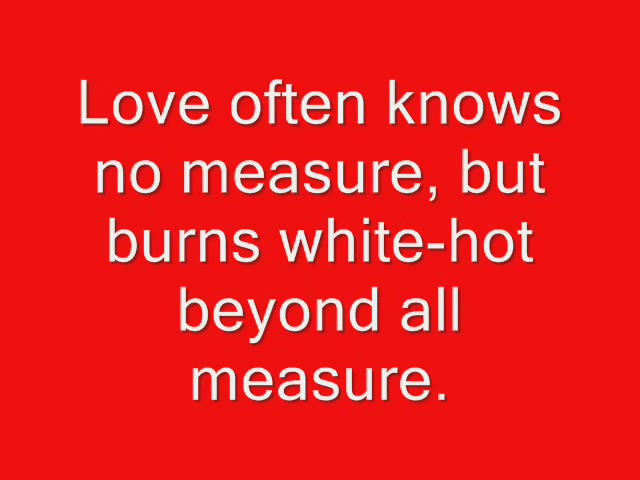 Love often knows
no measure, but
burns white-hot
beyond all
measure.